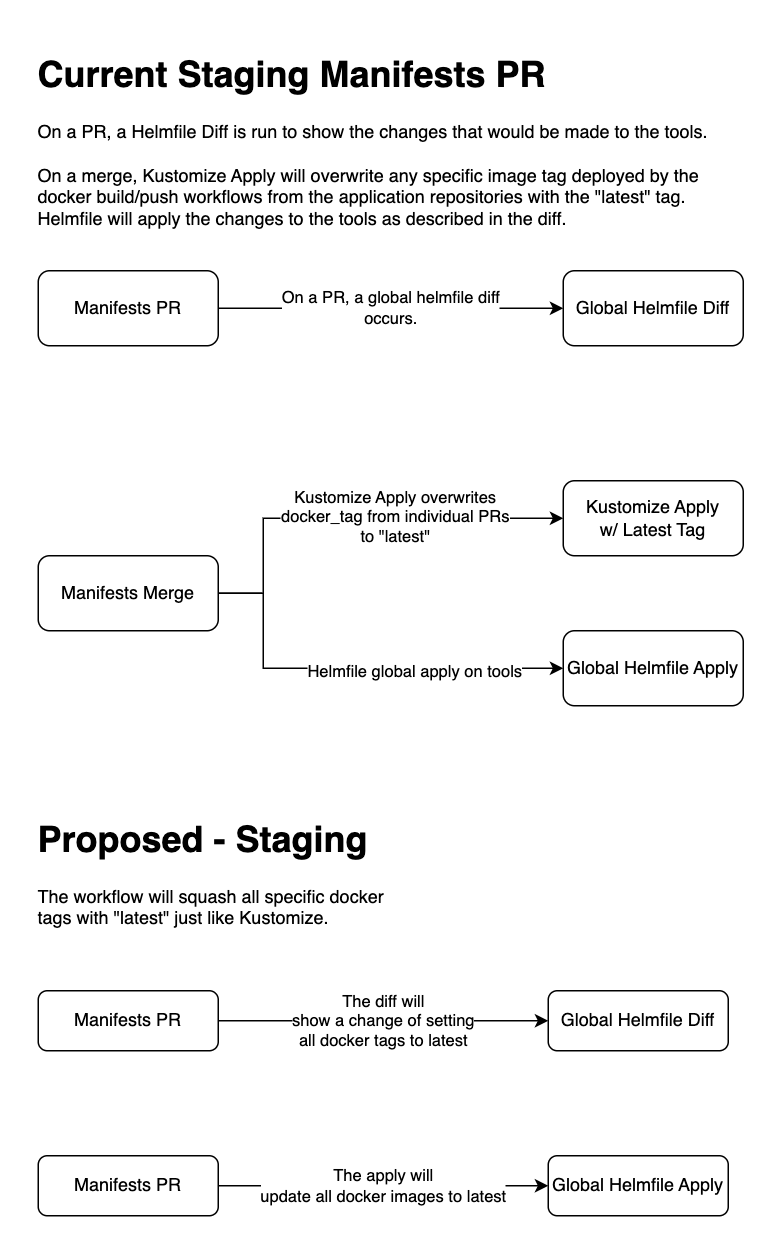 Current Staging Manifests PR
On a PR, a Helmfile Diff is run to show the changes that would be made to the tools.
On a merge, Kustomize Apply will overwrite any specific image tag deployed by the
docker build/push workflows from the application repositories with the "latest" tag.
Helmfile will apply the changes to the tools as described in the diff.
Manifests PR
On a PR, a global helmfile diff
occurs.
Global Helmfile Diff
Kustomize Apply overwrites
docker_tag from individual PRs
to "latest"
Kustomize Apply
w/ Latest Tag
Manifests Merge
Helmfile global apply on tools
Global Helmfile Apply
Proposed - Staging
The workflow will squash all specific docker
tags with "latest" just like Kustomize.
Manifests PR
The diff will
show a change of setting
all docker tags to latest
Global Helmfile Diff
Manifests PR
The apply will
update all docker images to latest
Global Helmfile Apply